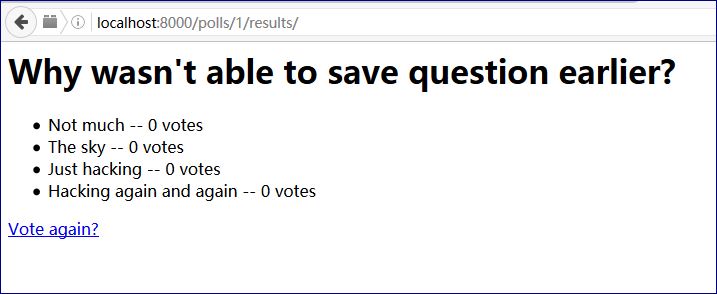 localhost:8000/polls/1/results/
Why wasn't able to save question earlier?
Not much -- 0 votes
The sky -- 0 votes
Just hacking -- 0 votes
Hacking again and again -- 0 votes
Vote again?